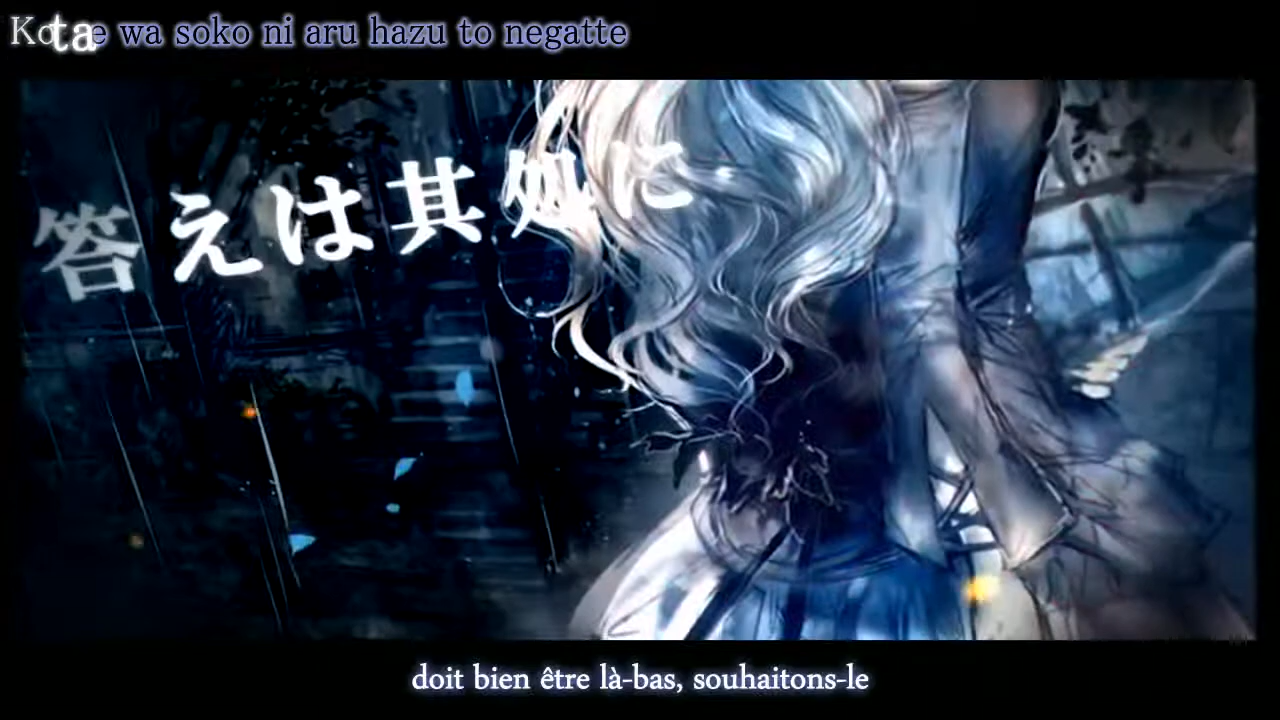 Kotae wa soko ni aru hazu to negatte
答えは其処に
doit bien être là-bas, souhaitons-le